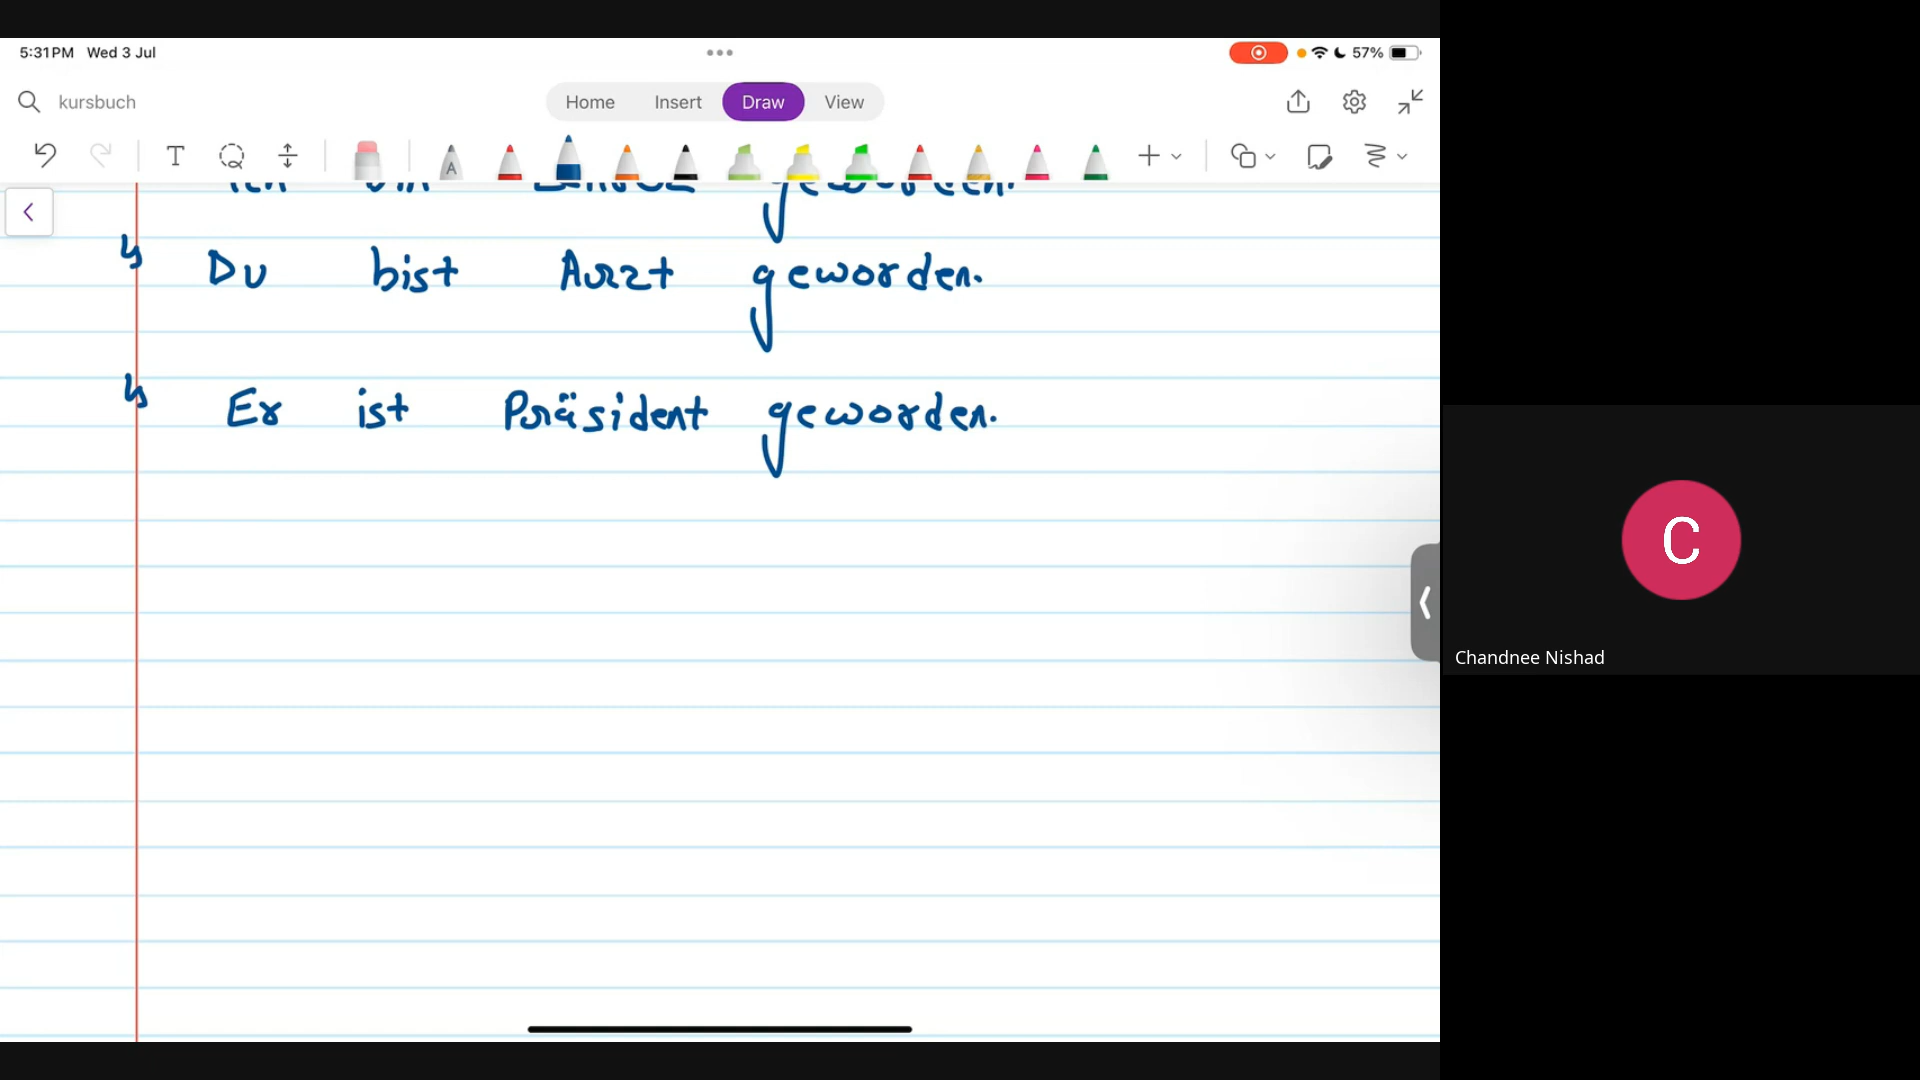 5:31PM Wed 3 Jul
57%
kursbuch
Home Insert Draw View
A
geworden.
Du bist Arzt geworden.
Er ist Präsident geworden.
C
Chandnee Nishad